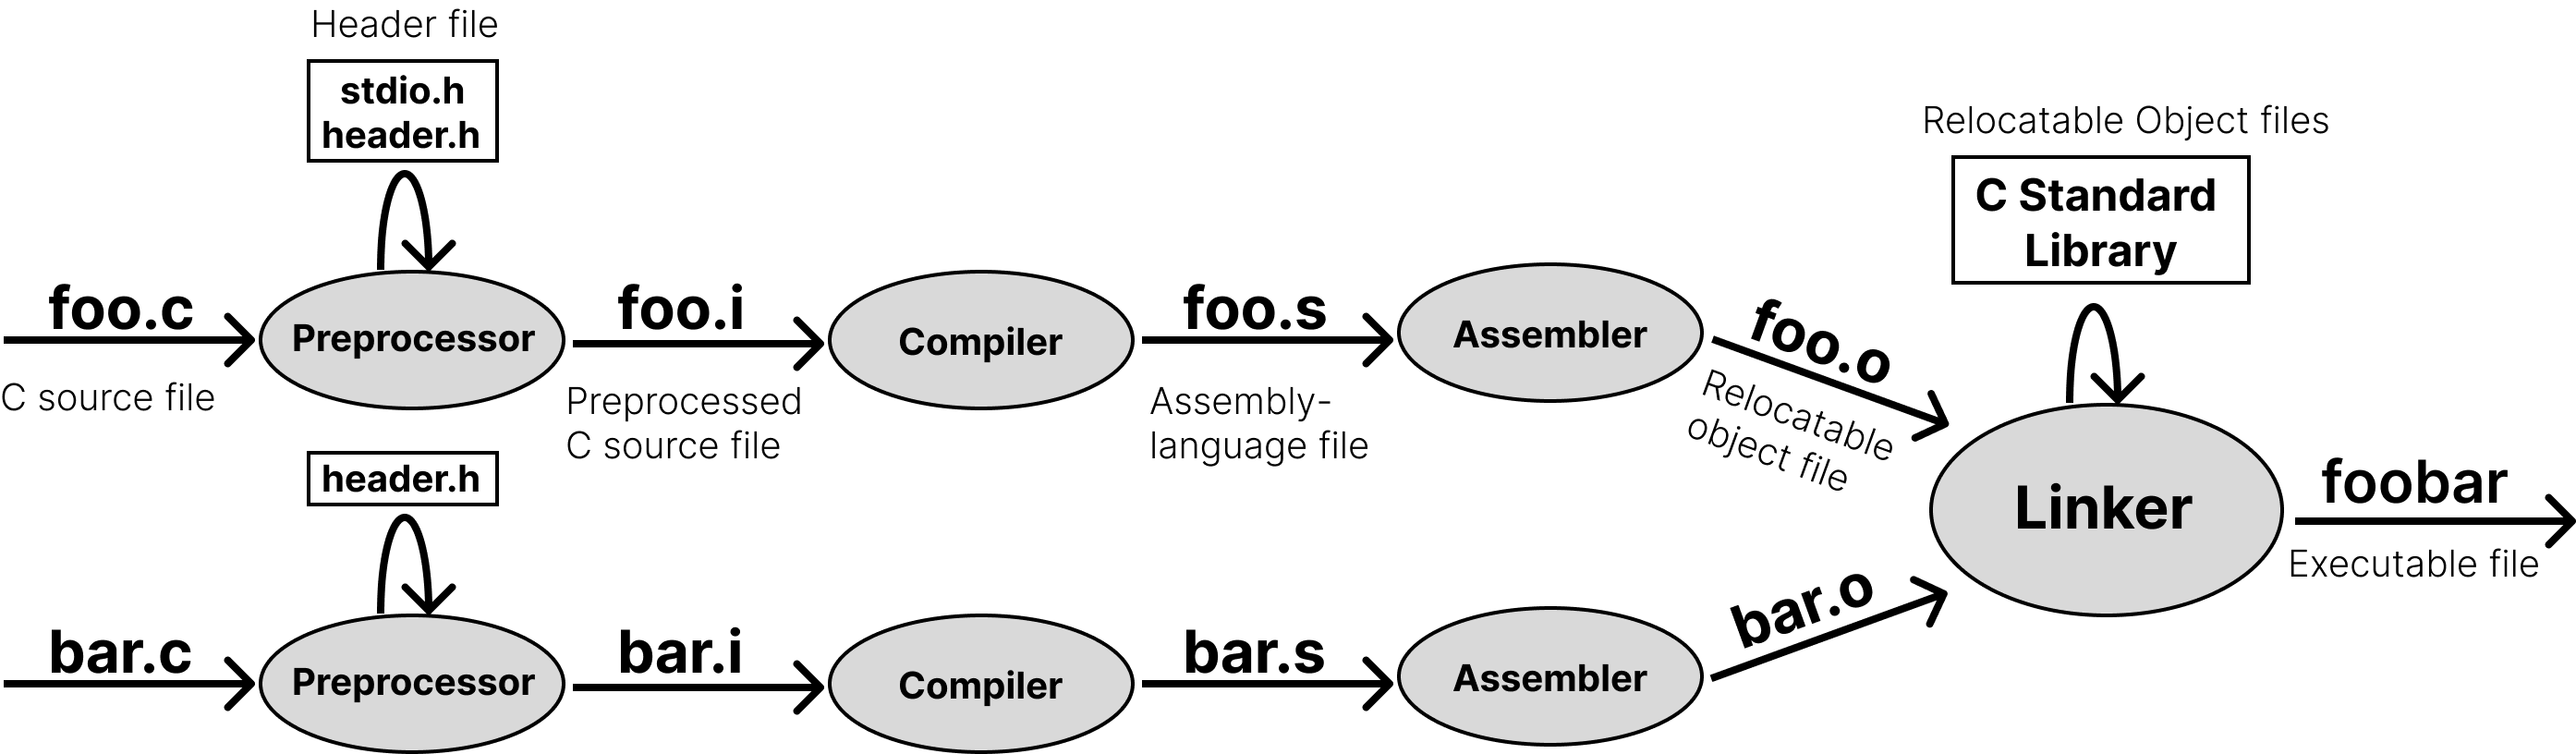 Header file
stdio.h
header.h
Relocatable Object files
C Standard
Library
foo.c
Preprocessor
foo.i
Compiler
foo.s
Assembler
foo.o
C source file
Preprocessed
C source file
Assembly-
language file
Relocatable
object file
header.h
Linker
foobar
Executable file
bar.c
Preprocessor
bar.i
Compiler
bar.s
Assembler
bar.o